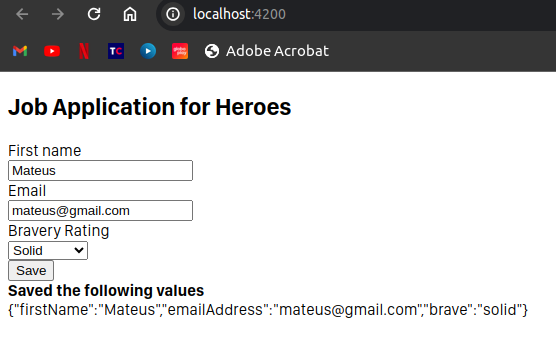 localhost:4200
TC
Adobe Acrobat
Job Application for Heroes
First name
Mateus
Email
mateus@gmail.com
Bravery Rating
Solid
Save
Saved the following values
{"firstName":"Mateus","emailAddress":"mateus@gmail.com","brave":"solid"}